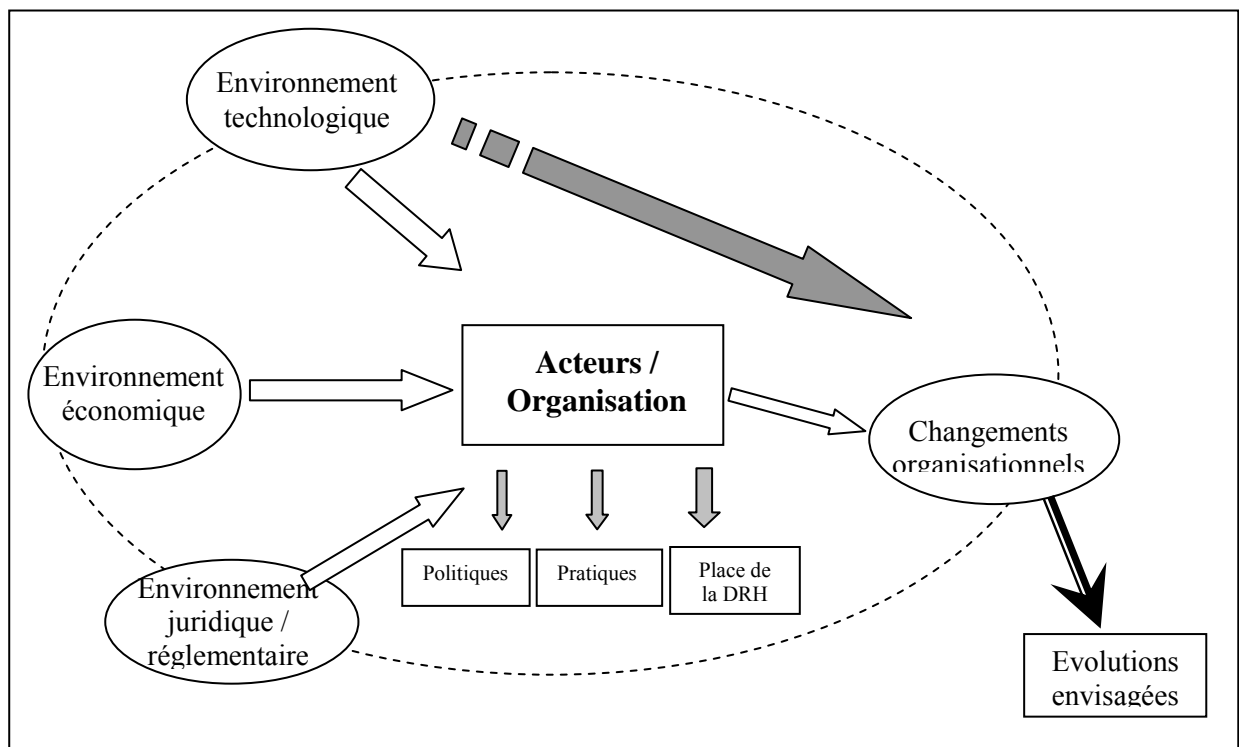 Environnement
technologique
Environnement
économique
Acteurs /
Organisation
Changements
organisationnels
Politiques
Pratiques
Place de
la DRH
Environnement
juridique /
réglementaire
Evolutions
envisagées